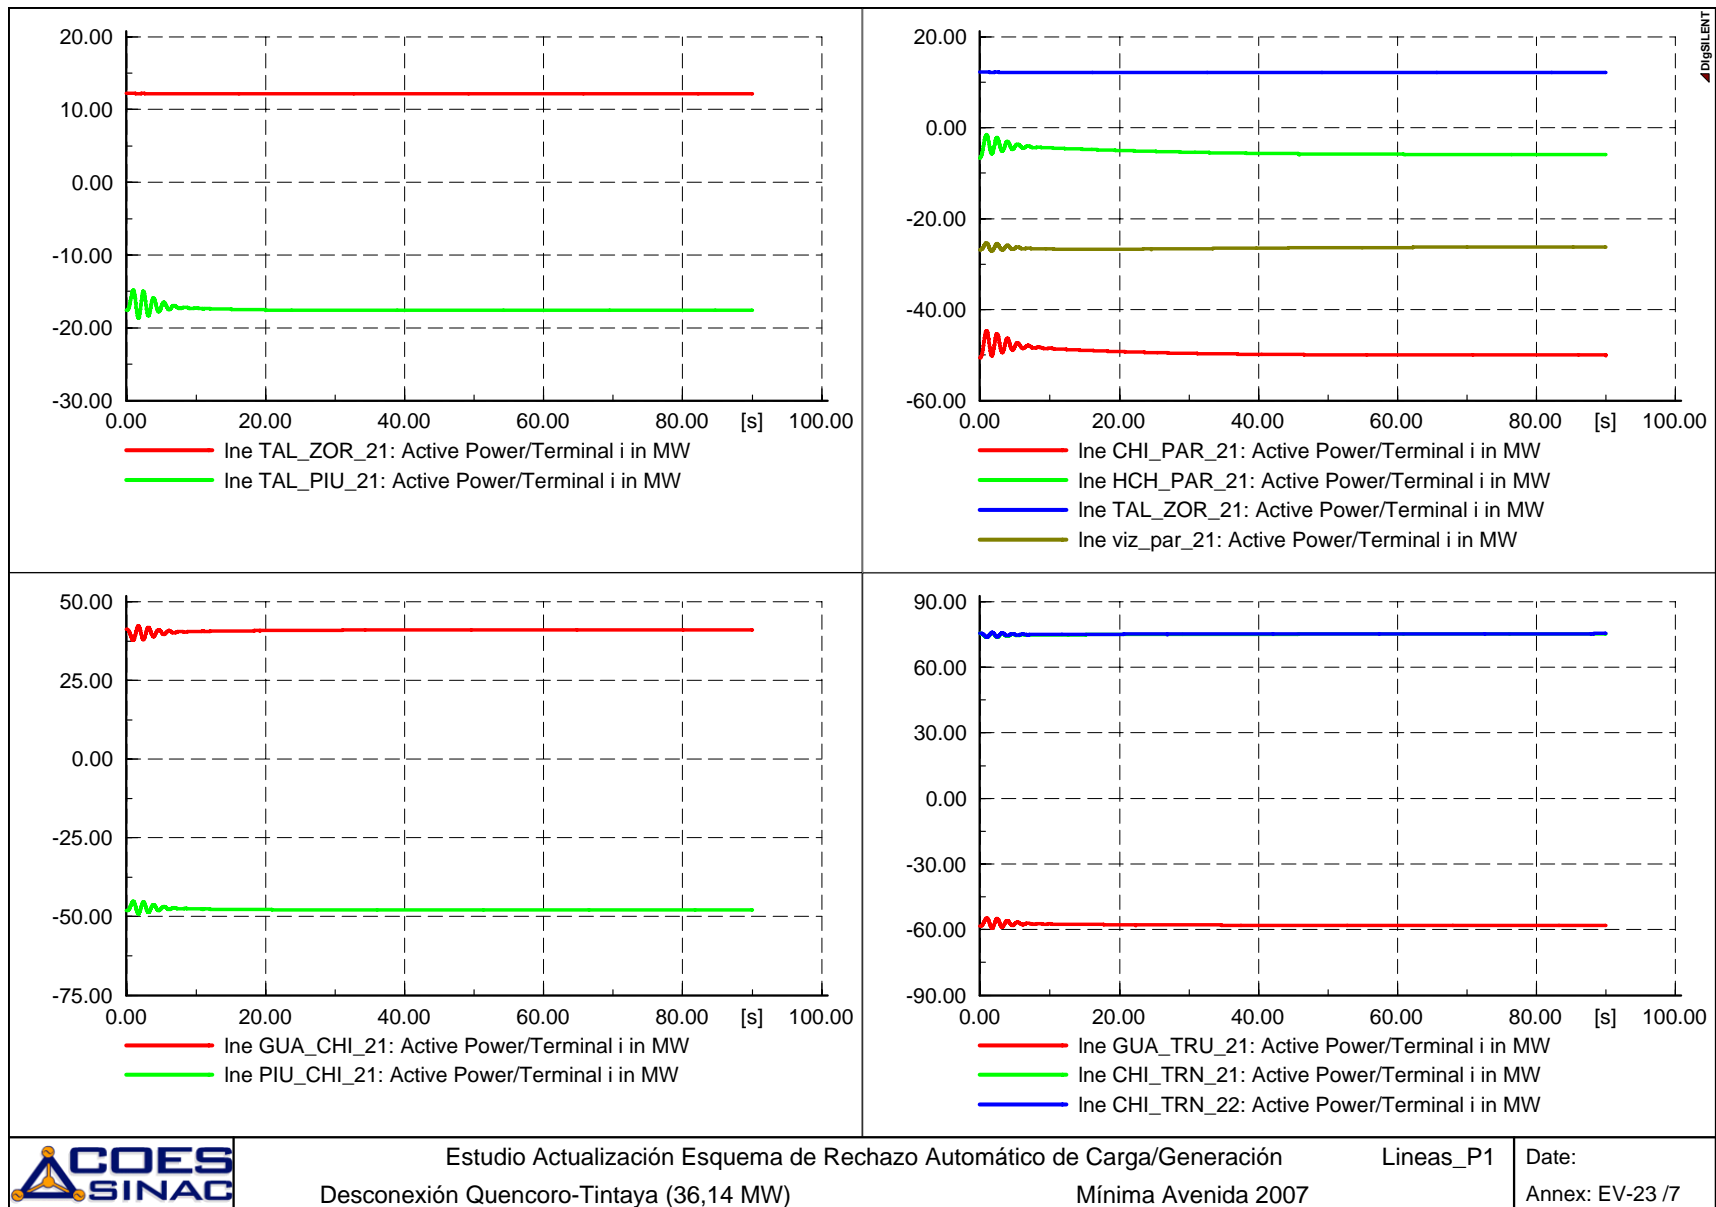 DIgSILENT
20.00
10.00
0.00
-10.00
-20.00
-30.00
0.00 20.00 40.00 60.00 80.00 [s] 100.00
lne TAL_ZOR_21: Active Power/Terminal i in MW
lne TAL_PIU_21: Active Power/Terminal i in MW
20.00
0.00
-20.00
-40.00
-60.00
0.00 20.00 40.00 60.00 80.00 [s] 100.00
lne CHI_PAR_21: Active Power/Terminal i in MW
lne HCH_PAR_21: Active Power/Terminal i in MW
lne TAL_ZOR_21: Active Power/Terminal i in MW
lne viz_par_21: Active Power/Terminal i in MW
50.00
25.00
0.00
-25.00
-50.00
-75.00
0.00 20.00 40.00 60.00 80.00 [s] 100.00
lne GUA_CHI_21: Active Power/Terminal i in MW
lne PIU_CHI_21: Active Power/Terminal i in MW
90.00
60.00
30.00
0.00
-30.00
-60.00
-90.00
0.00 20.00 40.00 60.00 80.00 [s] 100.00
lne GUA_TRU_21: Active Power/Terminal i in MW
lne CHI_TRN_21: Active Power/Terminal i in MW
lne CHI_TRN_22: Active Power/Terminal i in MW
COES
SINAC
Estudio Actualización Esquema de Rechazo Automático de Carga/Generación Lineas_P1
Desconexión Quencoro-Tintaya (36,14 MW) Mínima Avenida 2007
Date:
Annex: EV-23 /7